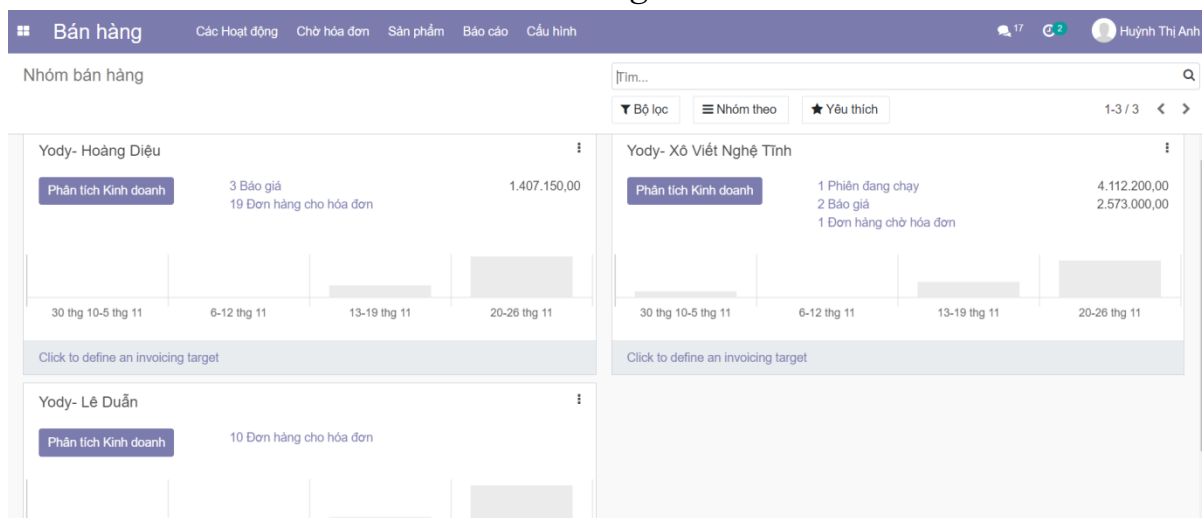 Bán hàng Các Hoạt động Chờ hóa đơn Sản phẩm Báo cáo Cấu hình 17 2 Huỳnh Thị Anh
Nhóm bán hàng
Tìm...
Bộ lọc Nhóm theo Yêu thích 1-3 / 3
Yody- Hoàng Diệu
Phân tích Kinh doanh
3 Báo giá 1.407.150,00
19 Đơn hàng cho hóa đơn
30 thg 10-5 thg 11 6-12 thg 11 13-19 thg 11 20-26 thg 11
Click to define an invoicing target
Yody- Xô Viết Nghệ Tĩnh
Phân tích Kinh doanh
1 Phiên đang chạy 4.112.200,00
2 Báo giá 2.573.000,00
1 Đơn hàng chờ hóa đơn
30 thg 10-5 thg 11 6-12 thg 11 13-19 thg 11 20-26 thg 11
Click to define an invoicing target
Yody- Lê Duẫn
Phân tích Kinh doanh
10 Đơn hàng cho hóa đơn